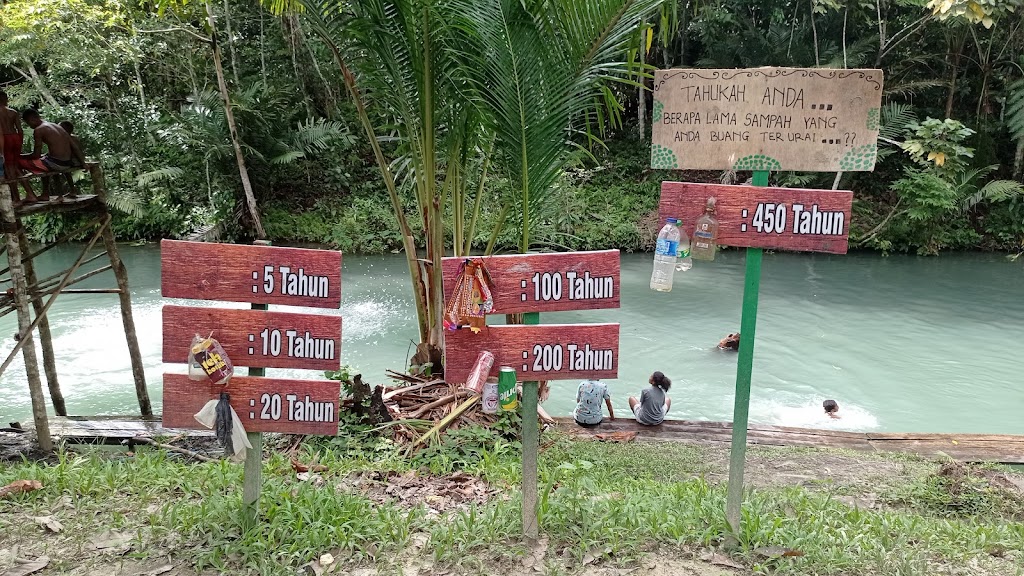 TAHUKAH ANDA ...
BERAPA LAMA SAMPAH YANG
ANDA BUANG TERURAI ...??
: 5 Tahun
: 10 Tahun
: 20 Tahun
: 100 Tahun
: 200 Tahun
: 450 Tahun